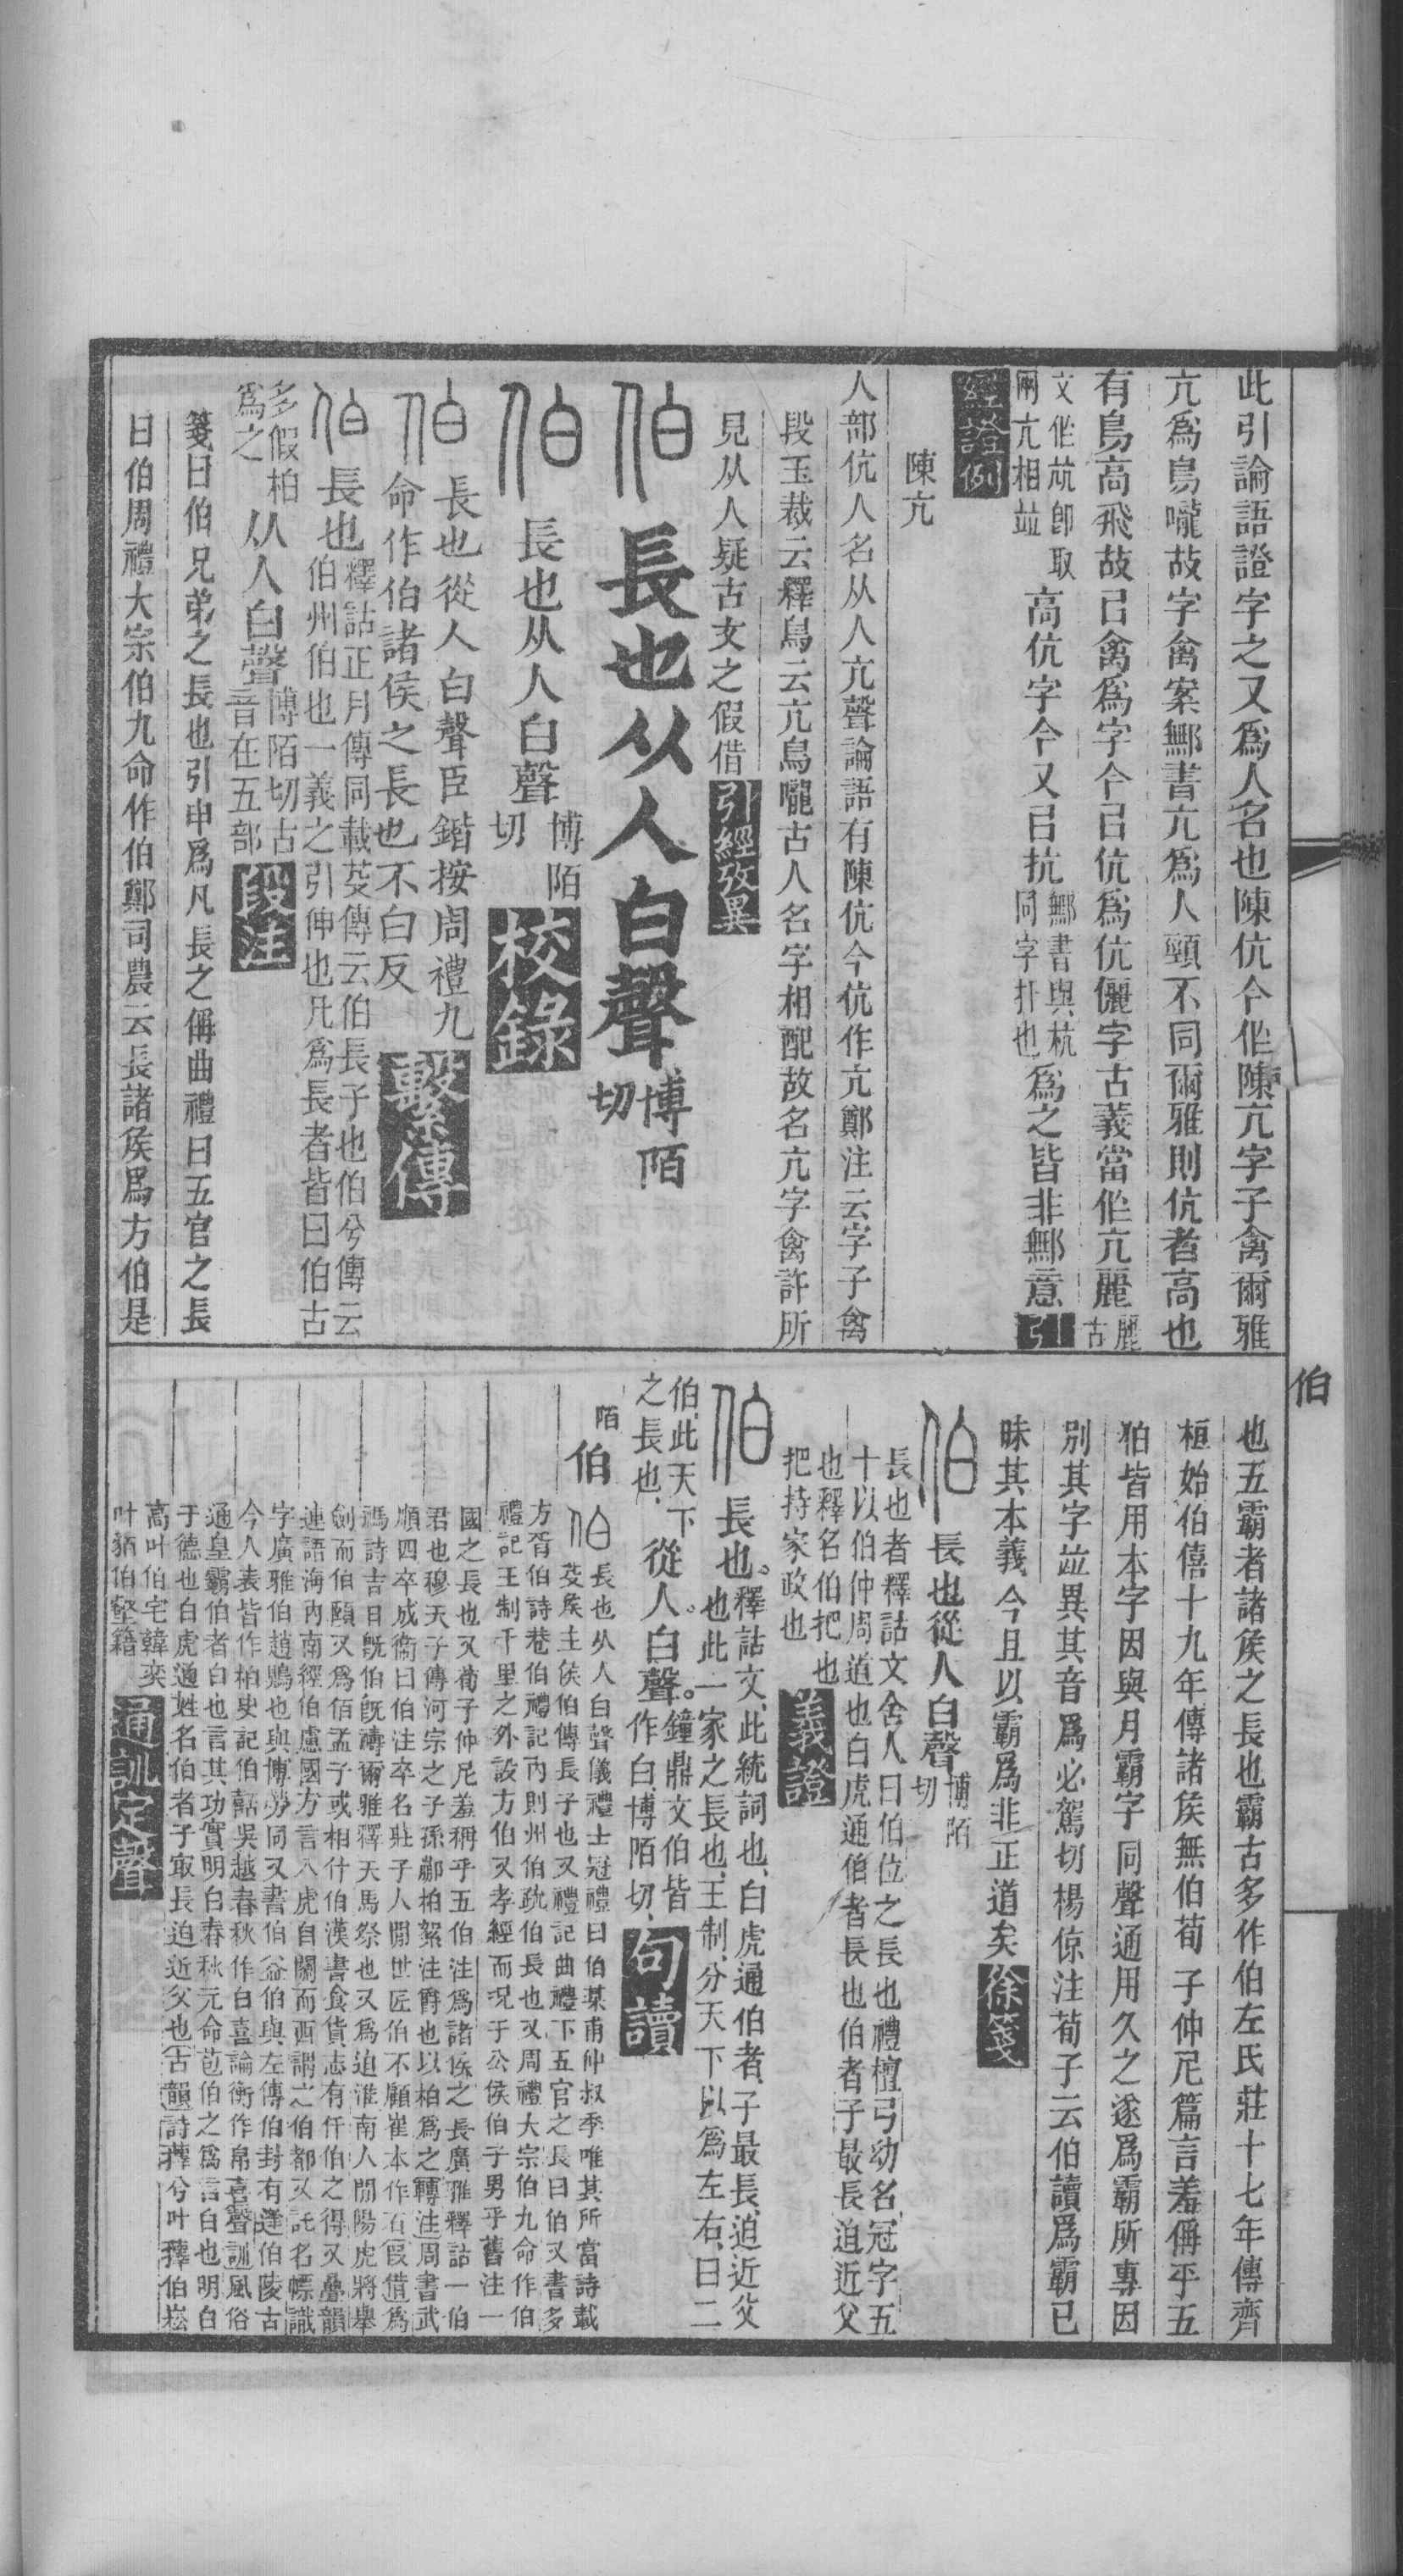 此引論語證字之又爲人名也陳伉今㑅陳亢字子禽爾雅
亢爲鳥嚨故字禽案鄦書亢爲人頸不同爾雅則伉者高也
有鳥高飛故㠯禽爲字今㠯伉爲伉儷字古義當㑅亢麗麗古
文㑅䒳卽取兩亢相竝高伉字今又㠯抗鄦書與杭同字扞也爲之皆非鄦意引
經證例
陳亢
人部伉人名从人亢聲論語有陳伉今伉作亢鄭注云字子禽
段玉裁云釋鳥云亢鳥嚨古人名字相配故名亢字禽許所
見从人疑古文之假借引經攷異
伯長也从人白聲博陌切
伯長也从人白聲博陌切校錄
伯長也從人白聲臣鍇按周禮九
命作伯諸侯之長也不白反繫傳
伯長也釋詁正月傳同載芟傳云伯長子也伯兮傳云
伯州伯也一義之引伸也凡爲長者皆曰伯古
多假柏爲之从人白聲博陌切古音在五部段注
箋曰伯兄弟之長也引申爲凡長之偁曲禮曰五官之長
曰伯周禮大宗伯九命作伯鄭司農云長諸矦爲方伯是
伯
也五霸者諸矦之長也霸古多作伯左氏莊十七年傳齊
桓始伯僖十九年傳諸矦無伯荀子仲尼篇言羞偁乎五
伯皆用本字因與月霸字同聲通用久之遂爲霸所專因
別其字竝異其音爲必駕切楊倞注荀子云伯讀爲霸已
昧其本義今且以霸爲非正道矣徐箋
伯長也從人白聲博陌切
長也者釋詁文舍人曰伯位之長也禮檀弓幼名冠字五
十以伯仲周道也白虎通伯者長也伯者子最長迫近父
也釋名伯把也
把持家政也義證
伯長也。釋詁文、此統詞也、白虎通伯者、子最長、迫近父
也此一家之長也、王制、分天下以爲左右、曰二
伯、此天下之長也、從人。白聲。鐘鼎文伯皆作白、博陌切、句讀
陌伯
伯長也从人白聲儀禮士冠禮曰伯某甫仲叔季唯其所當詩載
芟矦主矦伯傳長子也又禮記曲禮下五官之長曰伯又書多
方胥伯詩巷伯禮記內則州伯疏伯長也又周禮大宗伯九命作伯
禮記王制千里之外設方伯又孝經而況于公侯伯子男乎舊注一
國之長也又荀子仲尼羞稱乎五伯注爲諸侯之長廣雅釋詁一伯
君也穆天子傳河宗之子孫䣙柏絮注爵也以柏爲之轉注周書武
順四卒成衞曰伯注卒名莊子人閒世匠伯不顧崔本作石叚借爲
禡詩吉日旣伯旣禱爾雅釋天馬祭也又爲迫淮南人閒陽虎將舉
劍而伯頤又爲佰孟子或相什伯漢書食貨志有仟伯之得又疊韻
連語海內南經伯慮國方言八虎自關而西謂之伯都又託名幖識
字廣雅伯趙鵙也與博勞同又書伯益伯與左傳伯封有逢伯陵古
今人表皆作柏史記伯嚭吳越春秋作白喜論衡作帛喜聲訓風俗
通皇霸伯者白也言其功實明白春秋元命苞伯之爲言白也明白
于德也白虎通姓名伯者子㝡長迫近父也古韻詩蘀兮叶蘀伯崧
高叶伯宅韓奕
叶貊伯壑籍通訓定聲